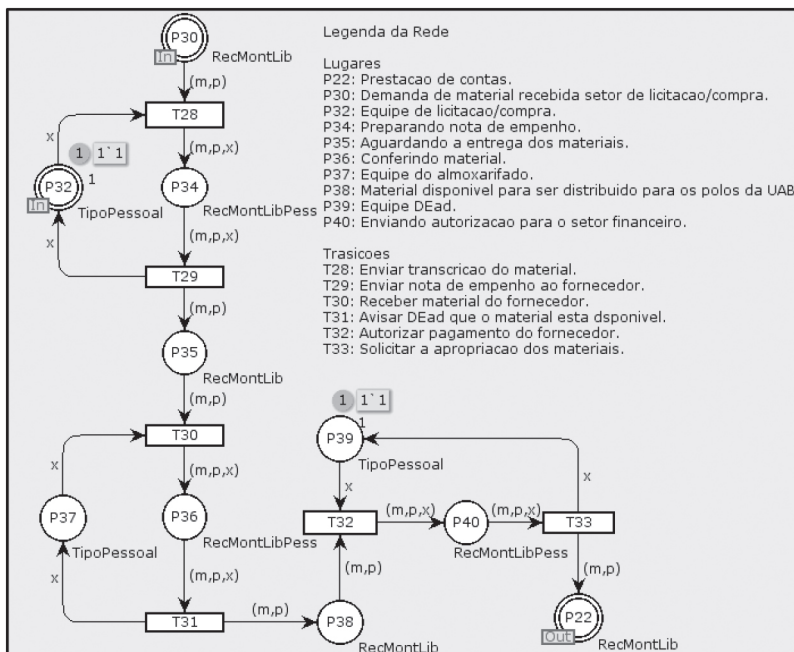 P30
In
RecMontLib
(m,p)
T28
x
1 1`1
(m,p,x)
P32
1
In
TipoPessoal
P34
RecMontLibPess
x
(m,p,x)
T29
(m,p)
P35
RecMontLib
(m,p)
T30
x
(m,p,x)
P37
TipoPessoal
P36
RecMontLibPess
x
(m,p,x)
T31
(m,p)
P38
RecMontLib
Legenda da Rede
Lugares
P22: Prestacao de contas.
P30: Demanda de material recebida setor de licitacao/compra.
P32: Equipe de licitacao/compra.
P34: Preparando nota de empenho.
P35: Aguardando a entrega dos materiais.
P36: Conferindo material.
P37: Equipe do almoxarifado.
P38: Material disponivel para ser distribuido para os polos da UAB
P39: Equipe DEad.
P40: Enviando autorizacao para o setor financeiro.
Trasicoes
T28: Enviar transcricao do material.
T29: Enviar nota de empenho ao fornecedor.
T30: Receber material do fornecedor.
T31: Avisar DEad que o material esta dsponivel.
T32: Autorizar pagamento do fornecedor.
T33: Solicitar a apropriacao dos materiais.
1 1`1
1
P39
TipoPessoal
x
x
T32
(m,p,x)
P40
RecMontLibPess
(m,p,x)
T33
(m,p)
(m,p)
P22
Out
RecMontLib